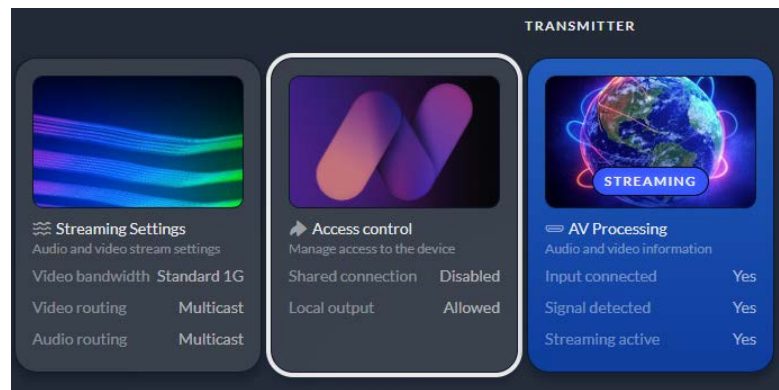 TRANSMITTER
STREAMING
Streaming Settings
Audio and video stream settings
Video bandwidth Standard 1G
Video routing Multicast
Audio routing Multicast
Access control
Manage access to the device
Shared connection Disabled
Local output Allowed
AV Processing
Audio and video information
Input connected Yes
Signal detected Yes
Streaming active Yes